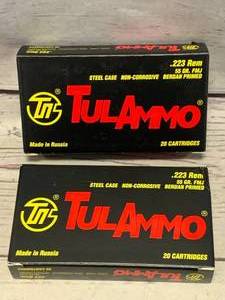 .223 Rem
55 GR. FMJ
STEEL CASE NON-CORROSIVE BERDAN PRIMED
TULAMMO
Made in Russia
20 CARTRIDGES
.223 Rem
55 GR. FMJ
STEEL CASE NON-CORROSIVE BERDAN PRIMED
TULAMMO
Made in Russia
20 CARTRIDGES